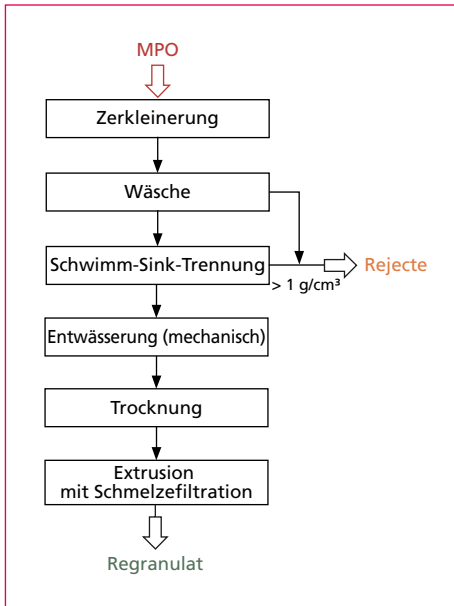 MPO
Zerkleinerung
Wäsche
Schwimm-Sink-Trennung
Rejecte
> 1 g/cm³
Entwässerung (mechanisch)
Trocknung
Extrusion
mit Schmelzefiltration
Regranulat